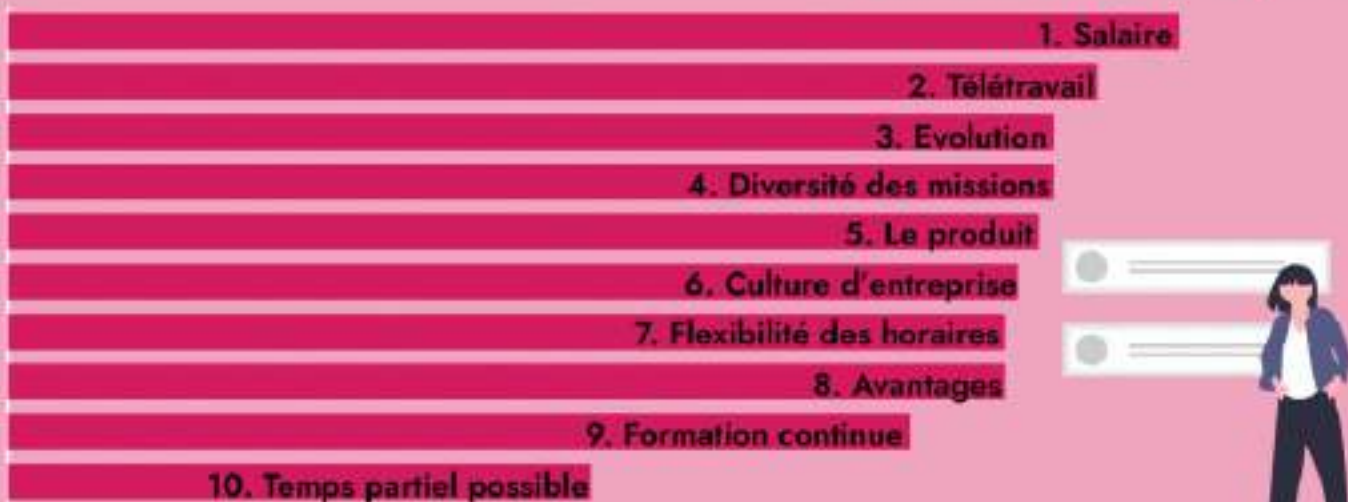 1. Salaire
2. Télétravail
3. Evolution
4. Diversité des missions
5. Le produit
6. Culture d'entreprise
7. Flexibilité des horaires
8. Avantages
9. Formation continue
10. Temps partiel possible